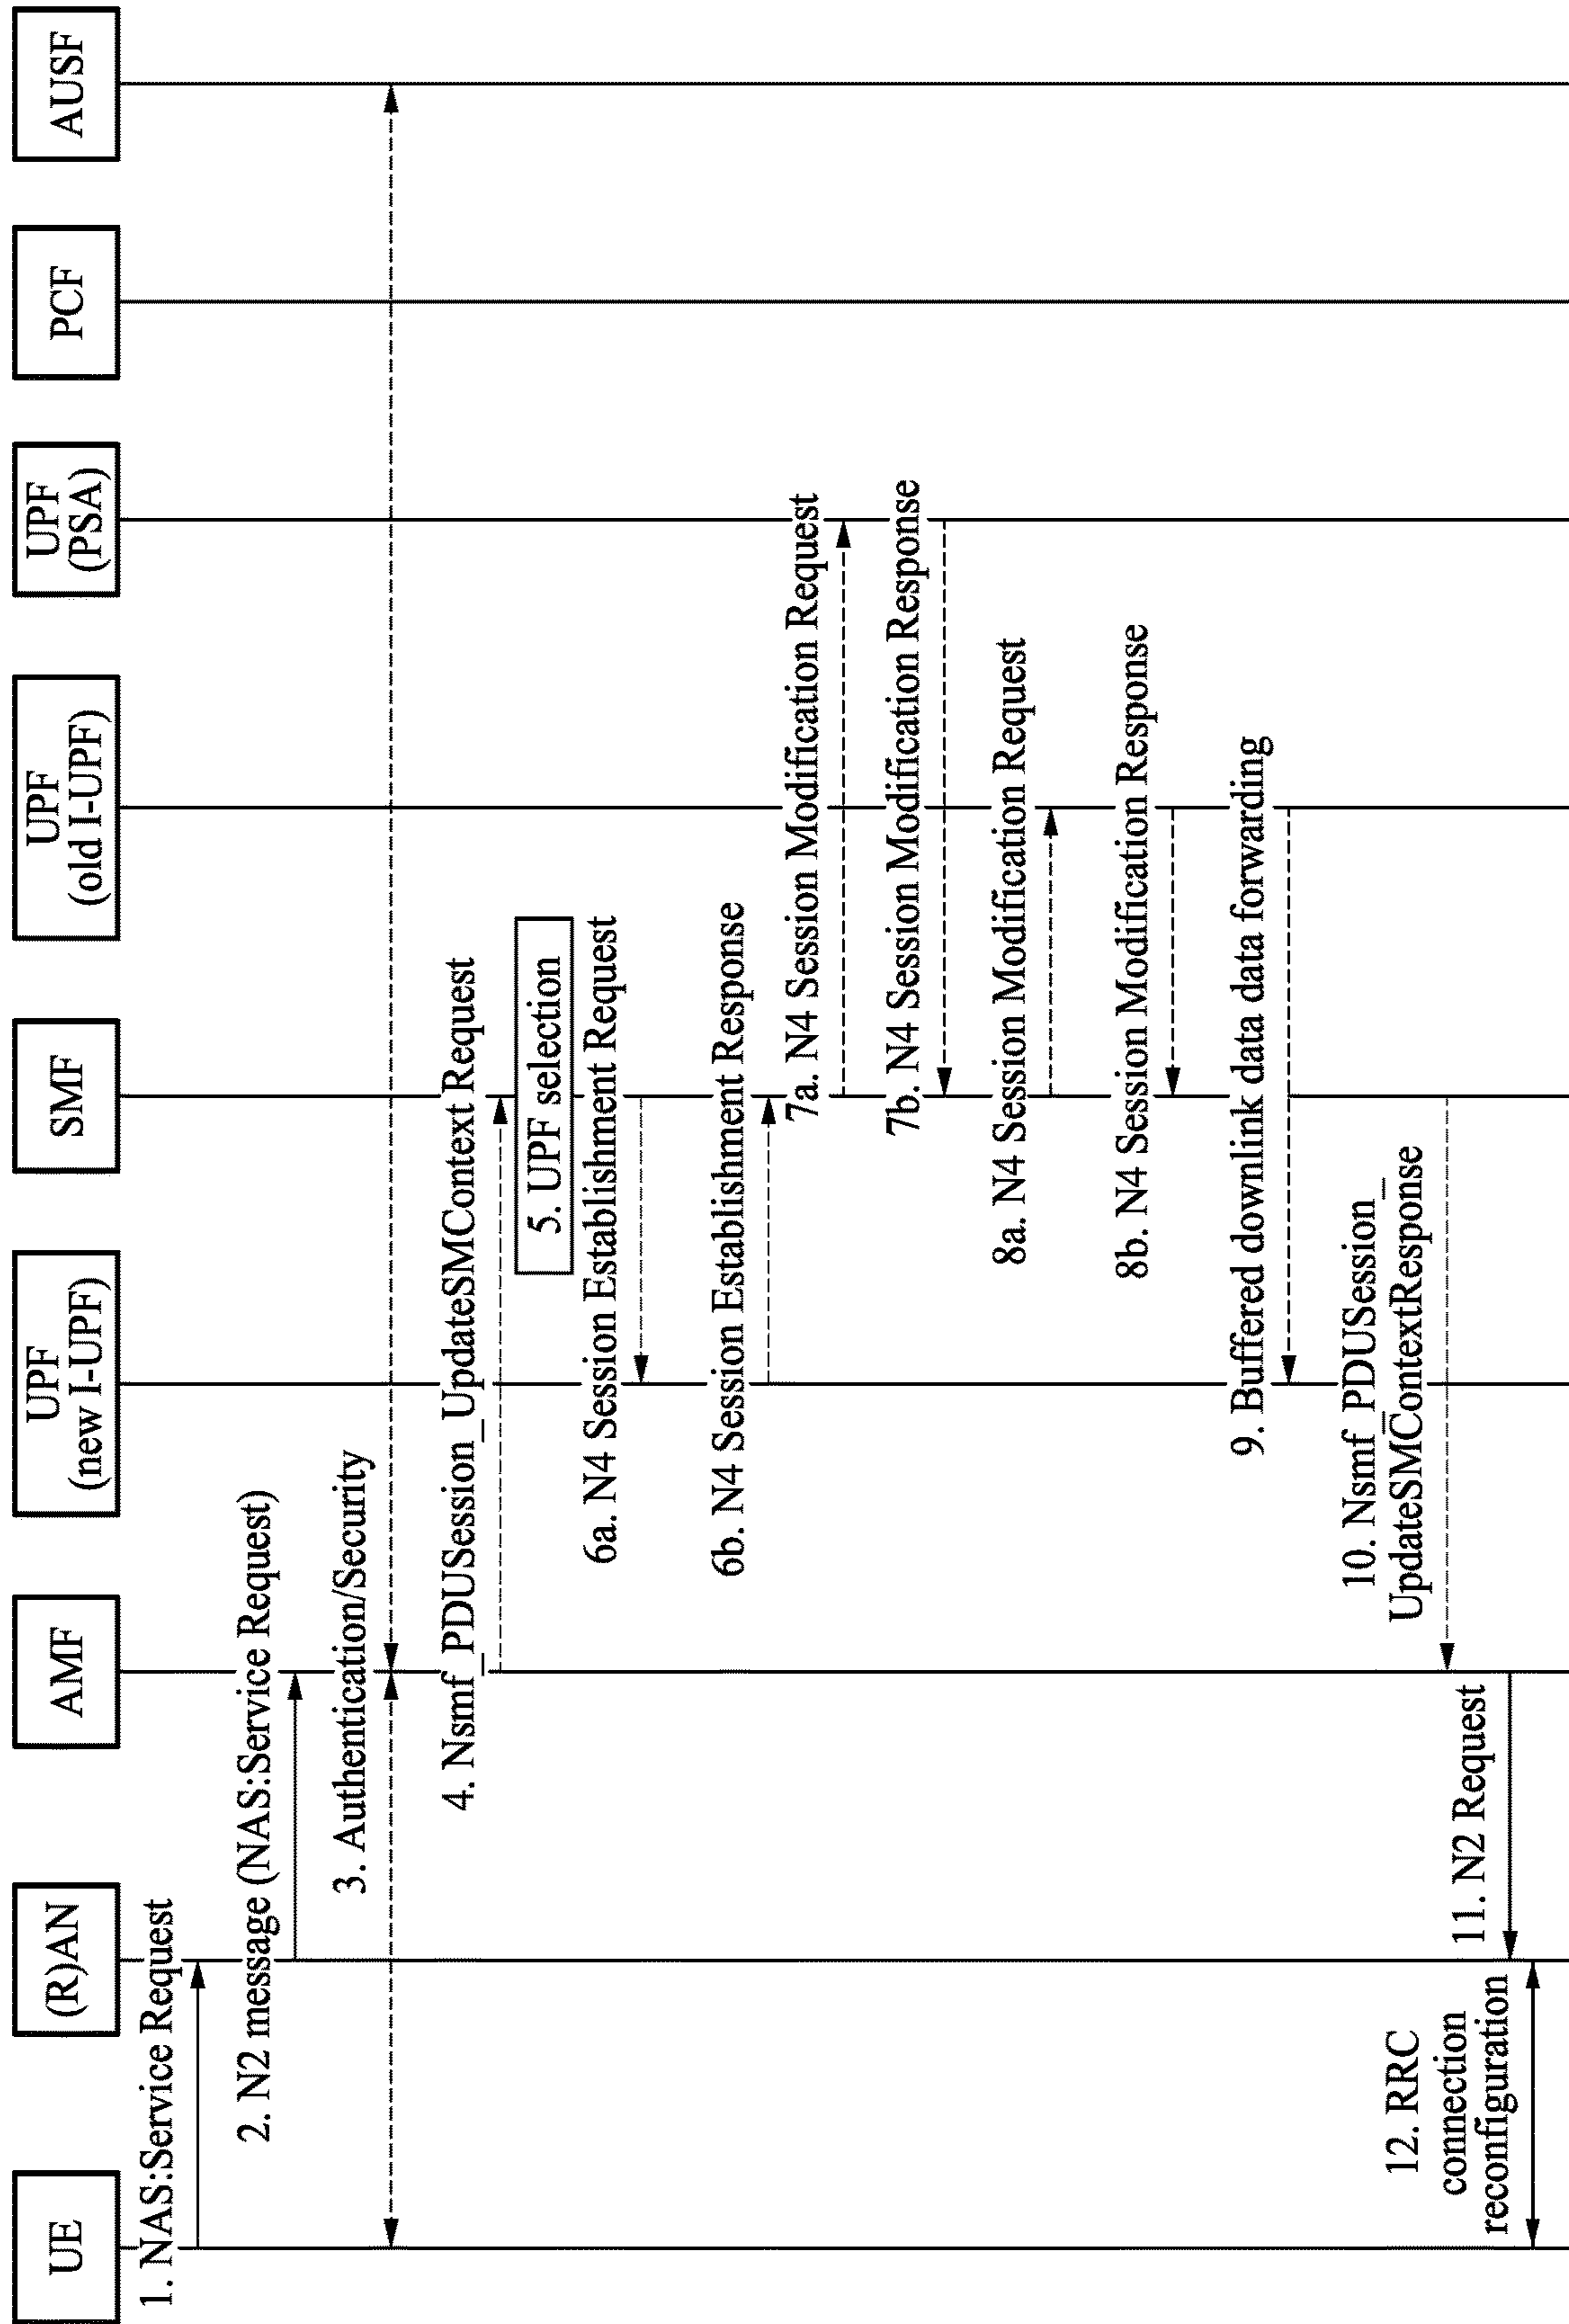 UE
(R)AN
AMF
UPF
(new I-UPF)
SMF
UPF
(old I-UPF)
UPF
(PSA)
PCF
AUSF
1. NAS:Service Request
2. N2 message (NAS:Service Request)
3. Authentication/Security
4. Nsmf_PDUSession_UpdateSMContext Request
5. UPF selection
6a. N4 Session Establishment Request
6b. N4 Session Establishment Response
7a. N4 Session Modification Request
7b. N4 Session Modification Response
8a. N4 Session Modification Request
8b. N4 Session Modification Response
9. Buffered downlink data data forwarding
10. Nsmf_PDUSession_
UpdateSMContextResponse
11. N2 Request
12. RRC
connection
reconfiguration